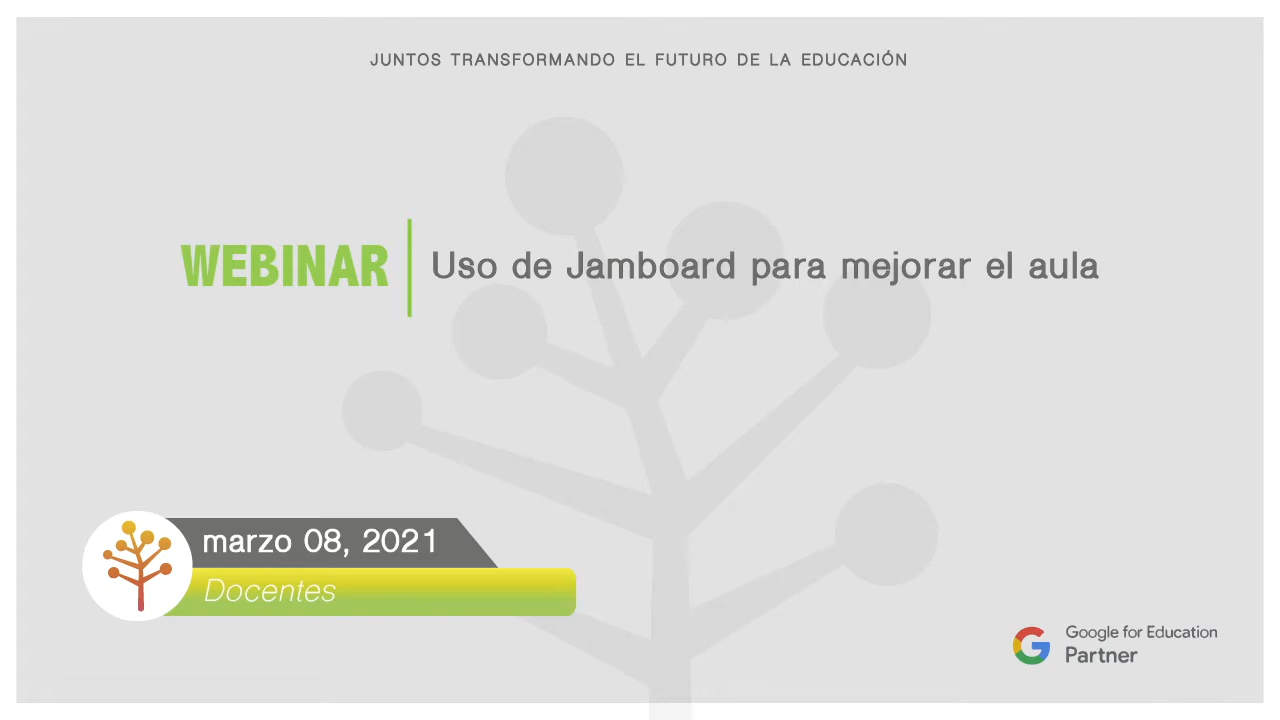 JUNTOS TRANSFORMANDO EL FUTURO DE LA EDUCACIÓN
WEBINAR
Uso de Jamboard para mejorar el aula
marzo 08, 2021
Docentes
Google for Education
Partner